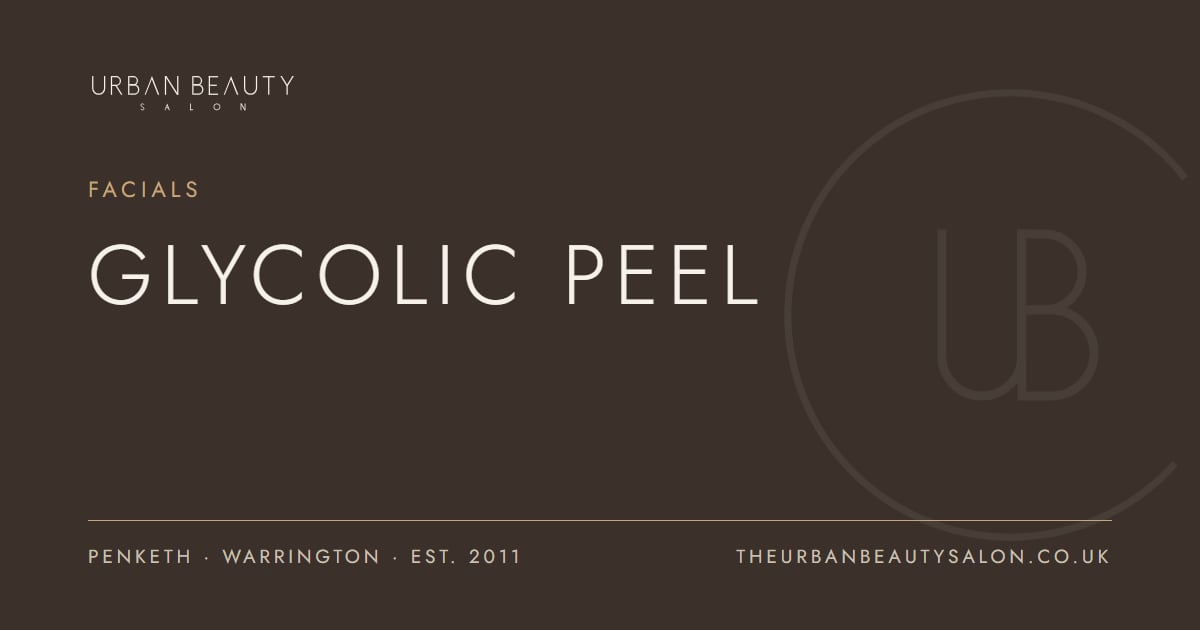 URBAN BEAUTY
SALON
FACIALS
GLYCOLIC PEEL
UB
PENKETH · WARRINGTON · EST. 2011
THEURBANBEAUTYSALON.CO.UK